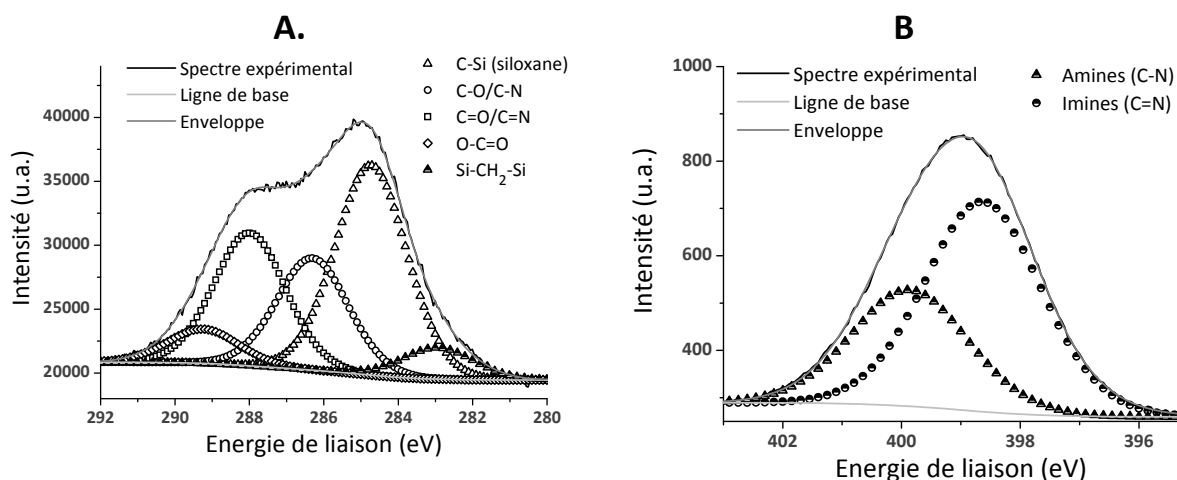 A.
Spectre expérimental
Ligne de base
Enveloppe
C-Si (siloxane)
C-O/C-N
C=O/C=N
O-C=O
Si-CH2-Si
40000
35000
30000
25000
20000
Intensité (u.a.)
292 290 288 286 284 282 280
Energie de liaison (eV)
B
Spectre expérimental
Ligne de base
Enveloppe
Amines (C-N)
Imines (C=N)
1000
800
600
400
Intensité (u.a.)
402 400 398 396
Energie de liaison (eV)